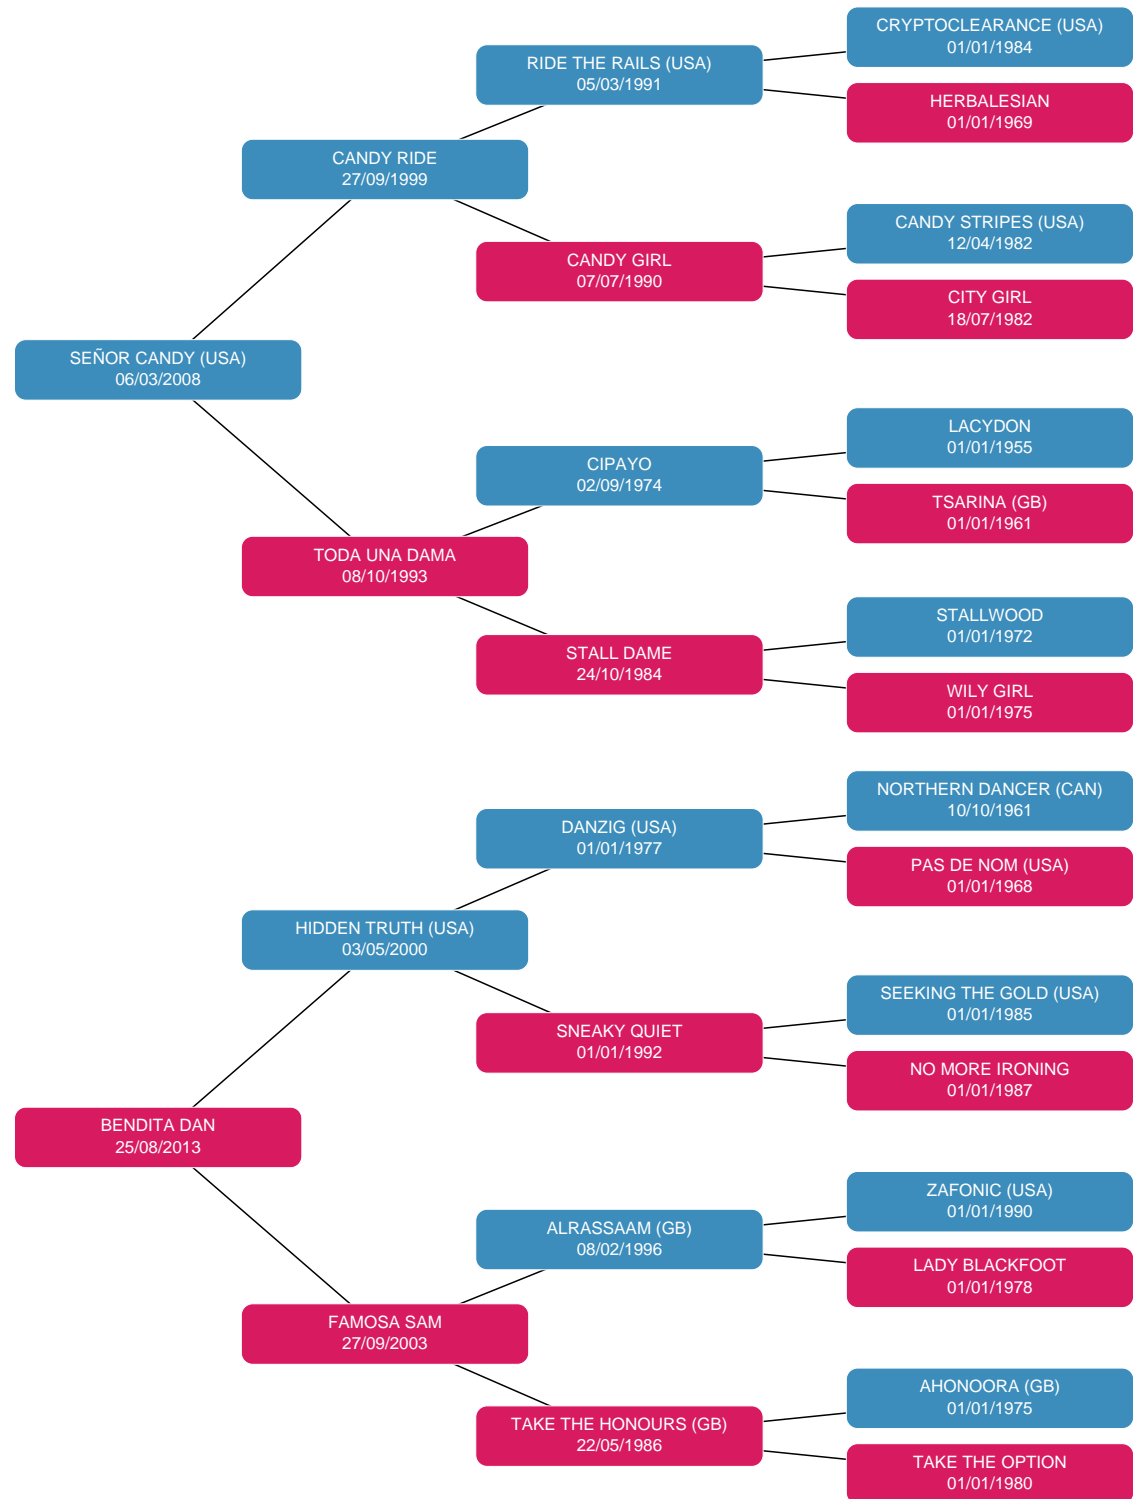 CRYPTOCLEARANCE (USA)
01/01/1984
RIDE THE RAILS (USA)
05/03/1991
HERBALESIAN
01/01/1969
CANDY RIDE
27/09/1999
CANDY STRIPES (USA)
12/04/1982
CANDY GIRL
07/07/1990
CITY GIRL
18/07/1982
SEÑOR CANDY (USA)
06/03/2008
LACYDON
01/01/1955
CIPAYO
02/09/1974
TSARINA (GB)
01/01/1961
TODA UNA DAMA
08/10/1993
STALLWOOD
01/01/1972
STALL DAME
24/10/1984
WILY GIRL
01/01/1975
NORTHERN DANCER (CAN)
10/10/1961
DANZIG (USA)
01/01/1977
PAS DE NOM (USA)
01/01/1968
HIDDEN TRUTH (USA)
03/05/2000
SEEKING THE GOLD (USA)
01/01/1985
SNEAKY QUIET
01/01/1992
NO MORE IRONING
01/01/1987
BENDITA DAN
25/08/2013
ZAFONIC (USA)
01/01/1990
ALRASSAAM (GB)
08/02/1996
LADY BLACKFOOT
01/01/1978
FAMOSA SAM
27/09/2003
AHONOORA (GB)
01/01/1975
TAKE THE HONOURS (GB)
22/05/1986
TAKE THE OPTION
01/01/1980